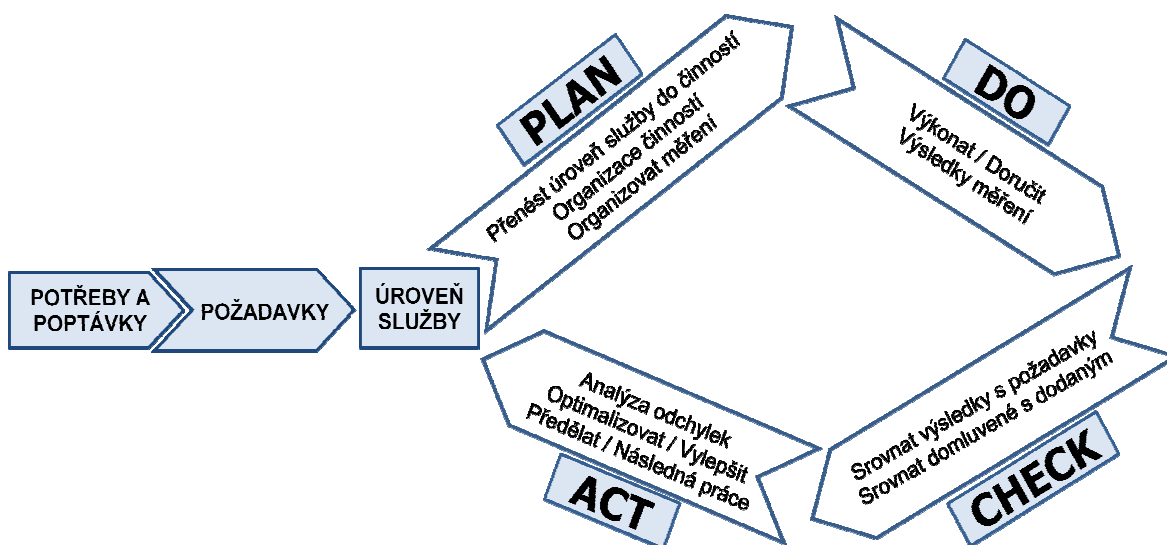 POTŘEBY A
POPTÁVKY
POŽADAVKY
ÚROVEŇ
SLUŽBY
PLAN
Přenést úroveň služby do činností
Organizace činností
Organizovat měření
DO
Výkonat / Doručit
Výsledky měření
CHECK
Srovnat výsledky s požadavky
Srovnat domluvené s dodaným
ACT
Analýza odchylek
Optimalizovat / Vylepšit
Předělat / Následná práce